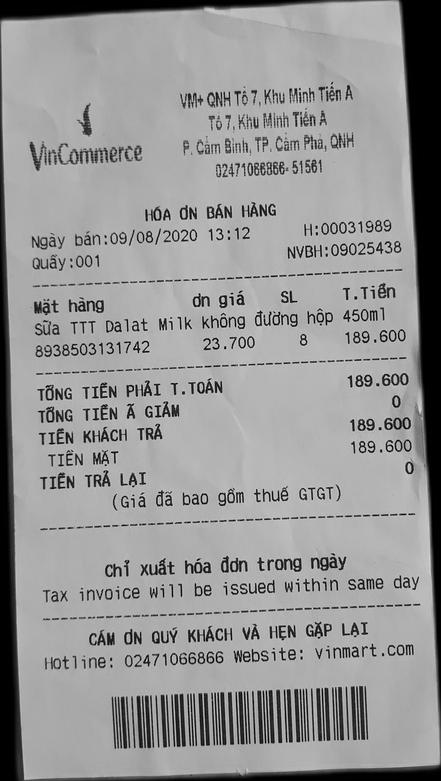 VinCommerce
VM+ QNH Tổ 7, Khu Minh Tiến A
Tổ 7, Khu Minh Tiến A
P. Cẩm Bình, TP. Cẩm Phả, QNH
02471066866- 51561
HÓA ƠN BÁN HÀNG
Ngày bán:09/08/2020 13:12 H:00031989
Quầy:001 NVBH:09025438
Mặt hàng ơn giá SL T.Tiền
Sữa TTT Dalat Milk không đường hộp 450ml
8938503131742 23.700 8 189.600
TỔNG TIỀN PHẢI T.TOÁN 189.600
TỔNG TIỀN Ã GIẢM 0
TIỀN KHÁCH TRẢ 189.600
TIỀN MẶT 189.600
TIỀN TRẢ LẠI 0
(Giá đã bao gồm thuế GTGT)
Chỉ xuất hóa đơn trong ngày
Tax invoice will be issued within same day
CÁM ƠN QUÝ KHÁCH VÀ HẸN GẶP LẠI
Hotline: 02471066866 Website: vinmart.com